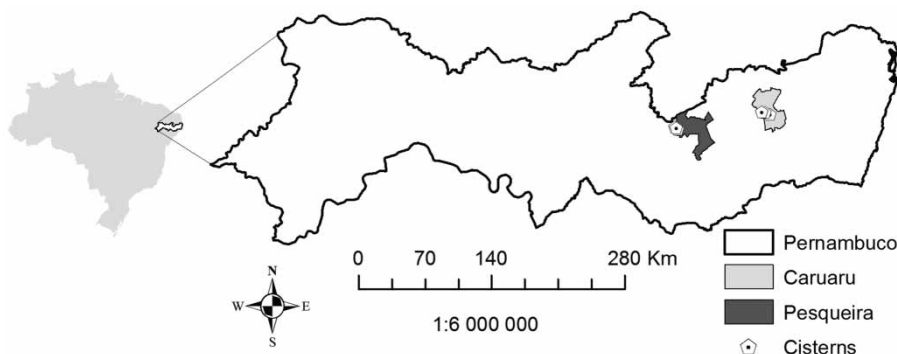 Pernambuco
0 70 140 280 Km
Caruaru
N
W E
S
Pesqueira
1:6 000 000
Cisterns